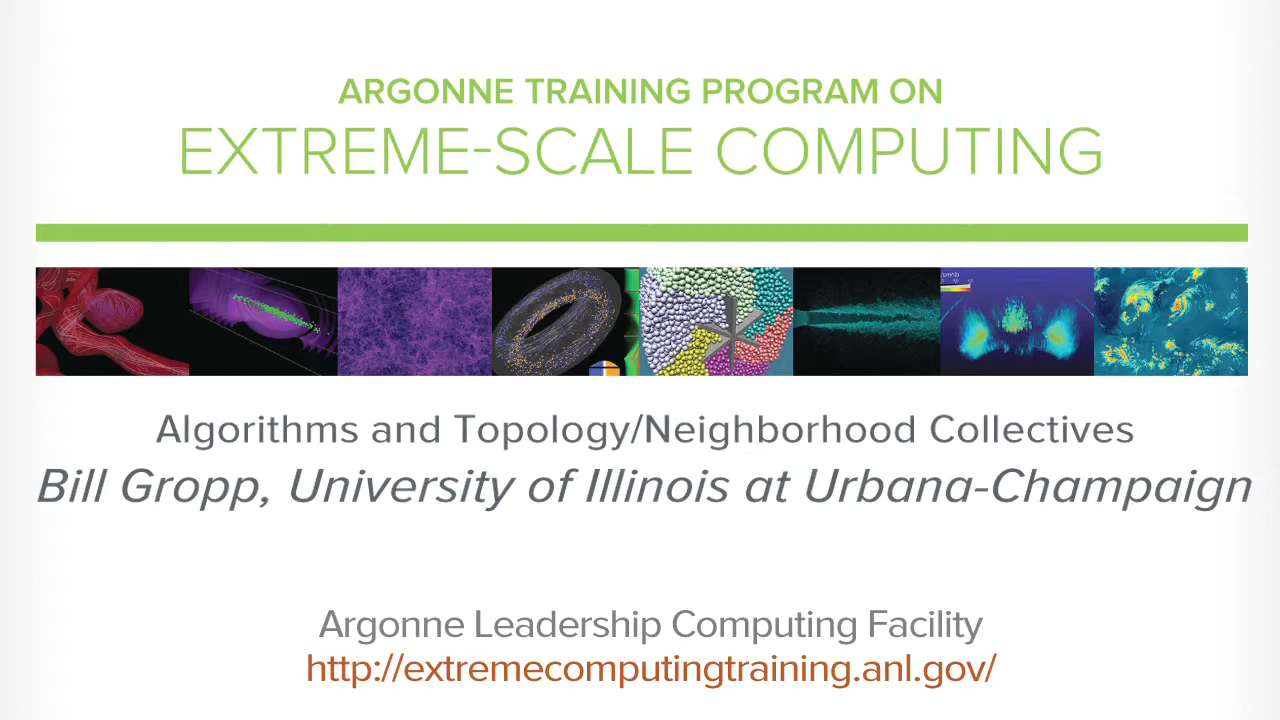 ARGONNE TRAINING PROGRAM ON
EXTREME-SCALE COMPUTING
Algorithms and Topology/Neighborhood Collectives
Bill Gropp, University of Illinois at Urbana-Champaign
Argonne Leadership Computing Facility
http://extremecomputingtraining.anl.gov/